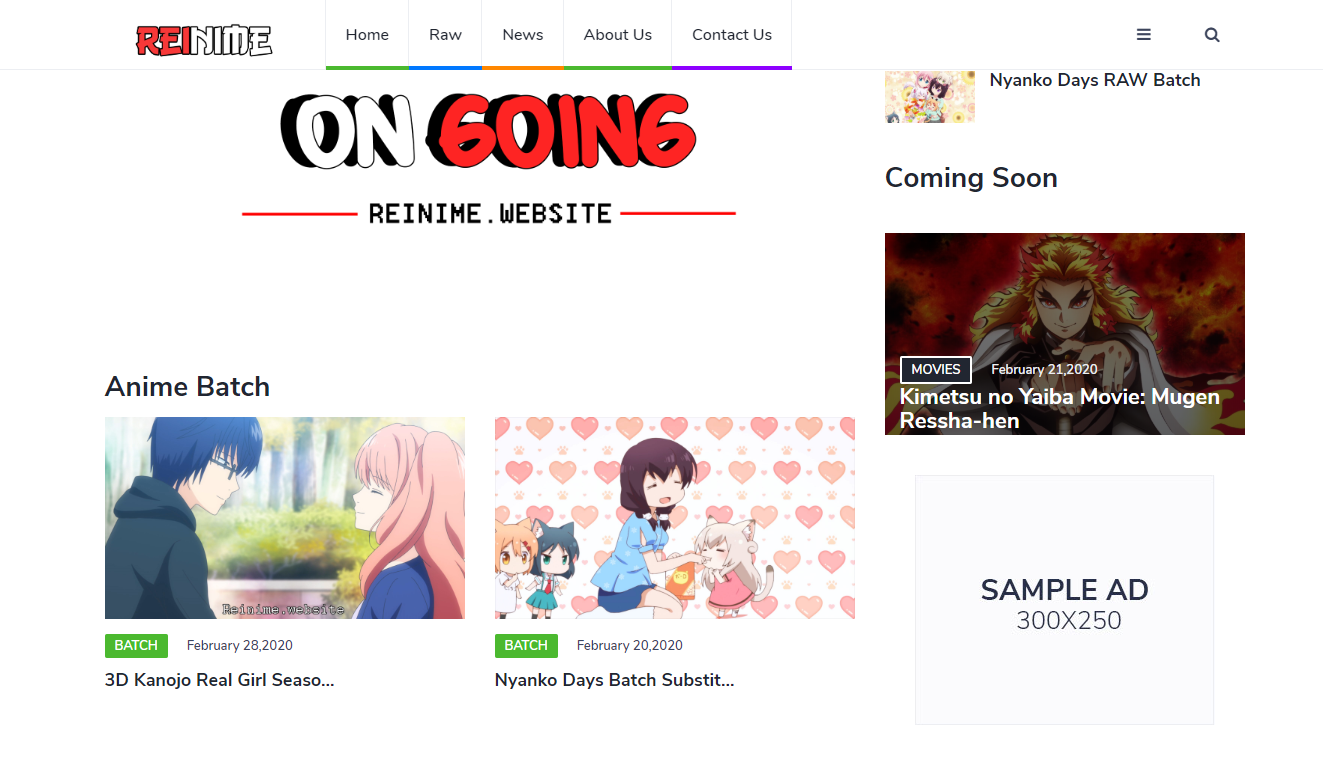 REINIME
Home
Raw
News
About Us
Contact Us
ON GOING
REINIME.WEBSITE
Nyanko Days RAW Batch
Coming Soon
MOVIES
February 21,2020
Kimetsu no Yaiba Movie: Mugen
Ressha-hen
Anime Batch
Reinime.website
BATCH
February 28,2020
3D Kanojo Real Girl Seaso...
BATCH
February 20,2020
Nyanko Days Batch Substit...
SAMPLE AD
300X250